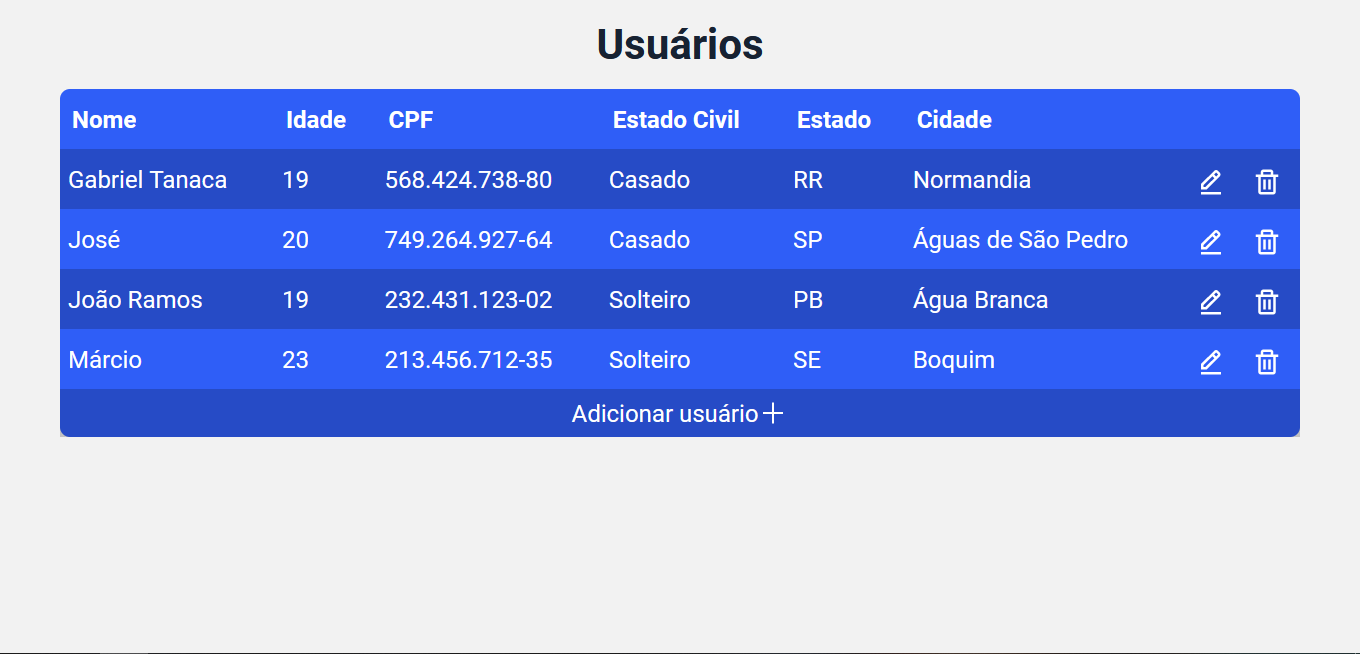 Usuários
Nome Idade CPF Estado Civil Estado Cidade
Gabriel Tanaca 19 568.424.738-80 Casado RR Normandia
José 20 749.264.927-64 Casado SP Águas de São Pedro
João Ramos 19 232.431.123-02 Solteiro PB Água Branca
Márcio 23 213.456.712-35 Solteiro SE Boquim
Adicionar usuário